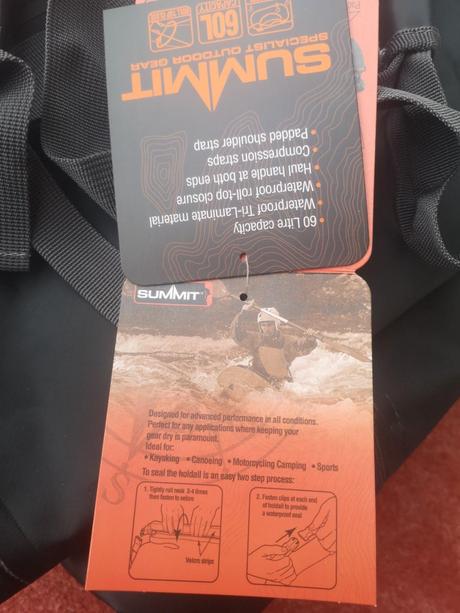 SUMMIT
SPECIALIST OUTDOOR GEAR
60L
CAPACITY
• 60 Litre capacity
• Waterproof Tri-Laminate material
• Waterproof roll-top closure
• Haul handle at both ends
• Compression straps
• Padded shoulder strap
SUMMIT
Designed for advanced performance in all conditions.
Perfect for any applications where keeping your
gear dry is paramount.
Ideal for:
• Kayaking • Canoeing • Motorcycling Camping • Sports
To seal the holdall is an easy two step process:
1. Tightly roll neck 3-4 times
then fasten to velcro
Velcro strips
2. Fasten clips at each end
of holdall to provide
a waterproof seal